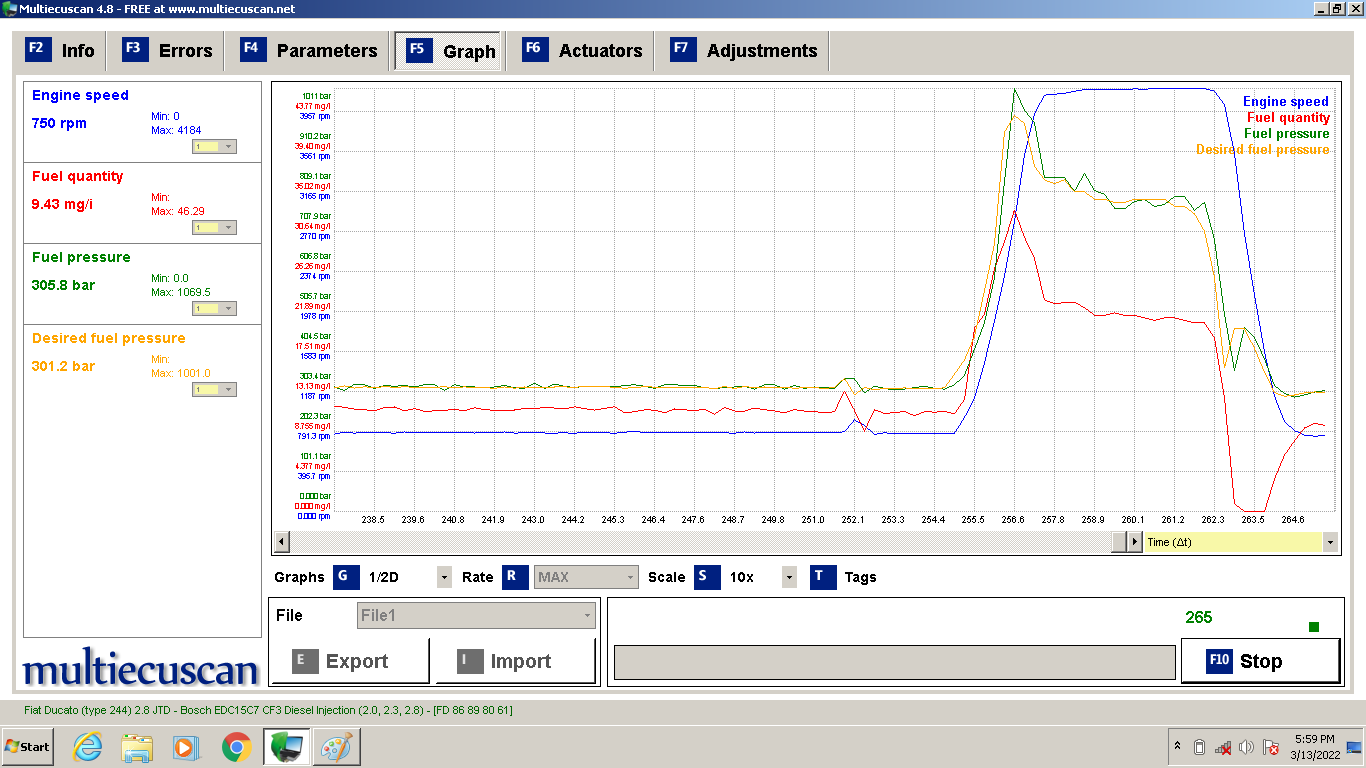 Multiecuscan 4.8 - FREE at www.multiecuscan.net
F2 Info F3 Errors F4 Parameters F5 Graph F6 Actuators F7 Adjustments
Engine speed
750 rpm
Min: 0
Max: 4184
1
Fuel quantity
9.43 mg/i
Min:
Max: 46.29
1
Fuel pressure
305.8 bar
Min: 0.0
Max: 1069.5
1
Desired fuel pressure
301.2 bar
Min:
Max: 1001.0
1
multiecuscan
1011 bar
43.77 mg/i
3957 rpm
910.2 bar
39.40 mg/i
3561 rpm
809.1 bar
35.02 mg/i
3165 rpm
707.9 bar
30.64 mg/i
2770 rpm
606.8 bar
26.26 mg/i
2374 rpm
505.7 bar
21.89 mg/i
1978 rpm
404.5 bar
17.51 mg/i
1583 rpm
303.4 bar
13.13 mg/i
1187 rpm
202.3 bar
8.755 mg/i
791.3 rpm
101.1 bar
4.377 mg/i
395.7 rpm
0.000 bar
0.000 mg/i
0.000 rpm
Engine speed
Fuel quantity
Fuel pressure
Desired fuel pressure
238.5 239.6 240.8 241.9 243.0 244.2 245.3 246.4 247.6 248.7 249.8 251.0 252.1 253.3 254.4 255.5 256.6 257.8 258.9 260.1 261.2 262.3 263.5 264.6
Time (Δt)
Graphs G 1/2D Rate R MAX Scale S 10x T Tags
File File1
E Export I Import
265
F10 Stop
Fiat Ducato (type 244) 2.8 JTD - Bosch EDC15C7 CF3 Diesel Injection (2.0, 2.3, 2.8) - [FD 86 89 80 61]
Start
5:59 PM
3/13/2022